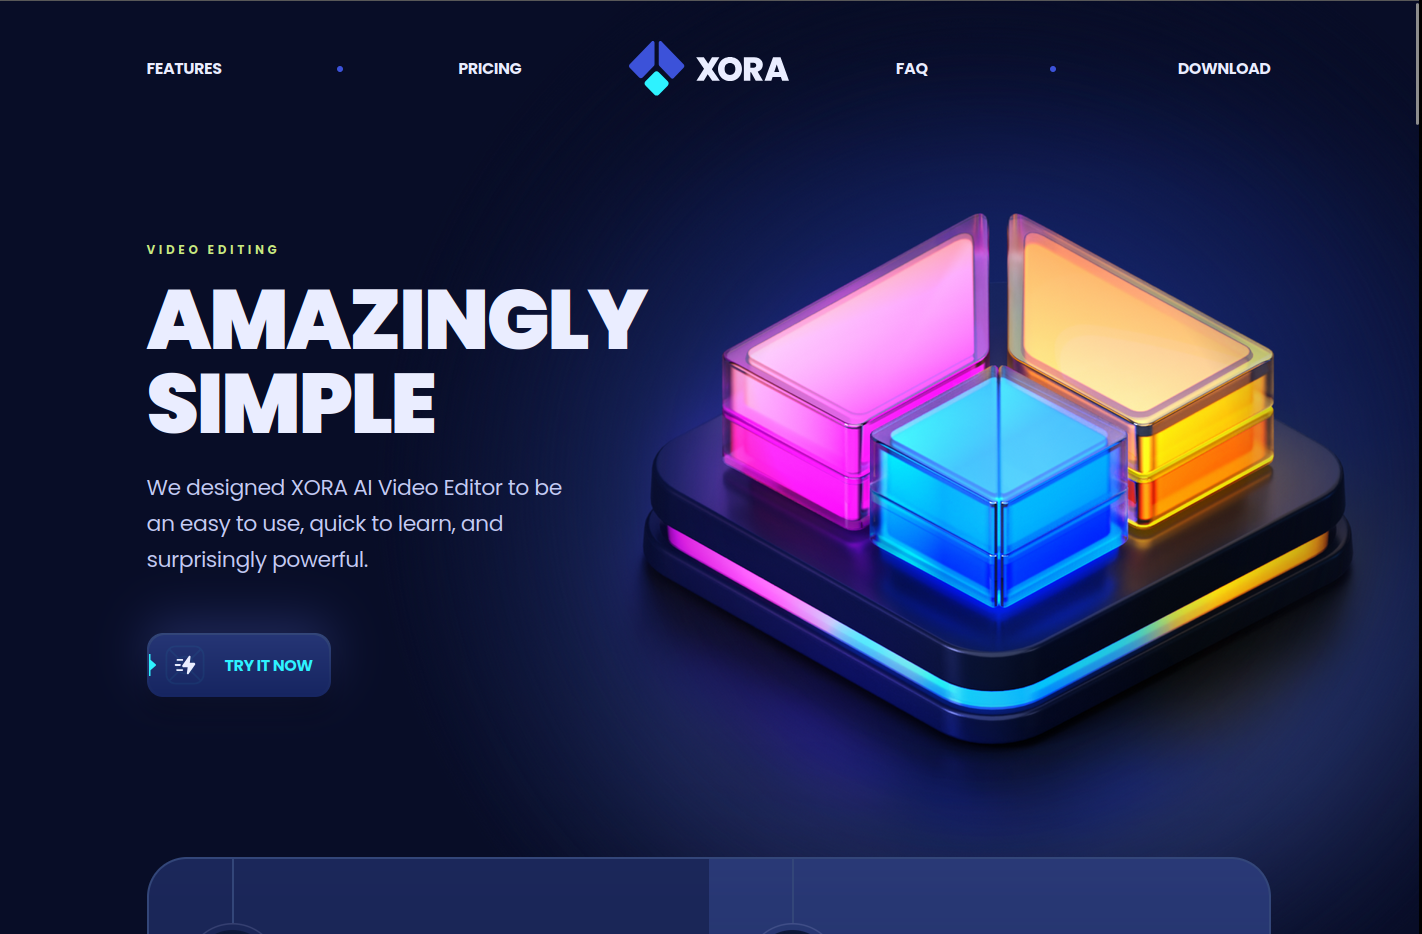 FEATURES
PRICING
XORA
FAQ
DOWNLOAD
VIDEO EDITING
AMAZINGLY
SIMPLE
We designed XORA AI Video Editor to be
an easy to use, quick to learn, and
surprisingly powerful.
TRY IT NOW